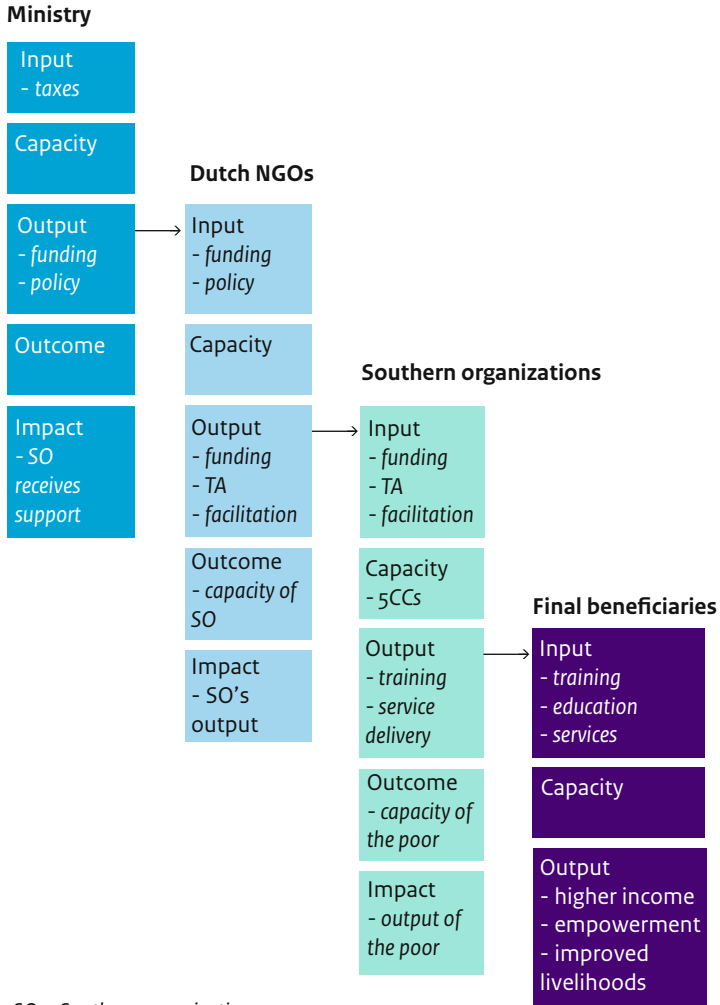 Ministry
Input
- taxes
Capacity
Output
- funding
- policy
Outcome
Impact
- SO
receives
support
Dutch NGOs
Input
- funding
- policy
Capacity
Output
- funding
- TA
- facilitation
Outcome
- capacity of
SO
Impact
- SO's
output
Southern organizations
Input
- funding
- TA
- facilitation
Capacity
- 5CCs
Output
- training
- service
delivery
Outcome
- capacity of
the poor
Impact
- output of
the poor
Final beneficiaries
Input
- training
- education
- services
Capacity
Output
- higher income
- empowerment
- improved
livelihoods